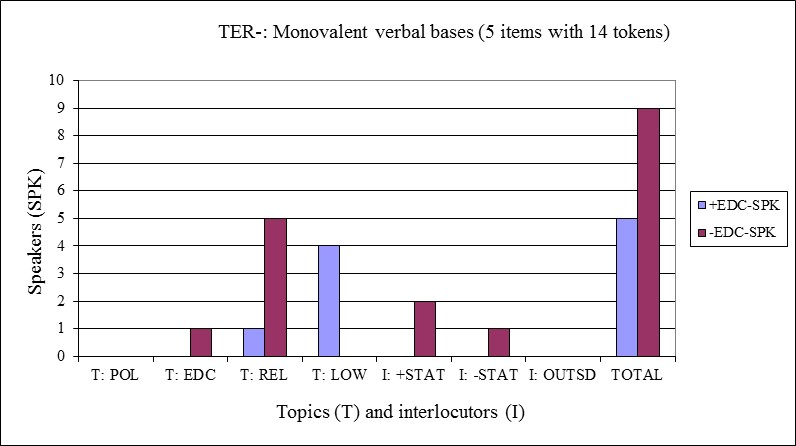 TER-: Monovalent verbal bases (5 items with 14 tokens)
10
9
8
7
6
5
4
3
2
1
0
Speakers (SPK)
T: POL T: EDC T: REL T: LOW I: +STAT I: -STAT I: OUTSD TOTAL
Topics (T) and interlocutors (I)
+EDC-SPK
-EDC-SPK